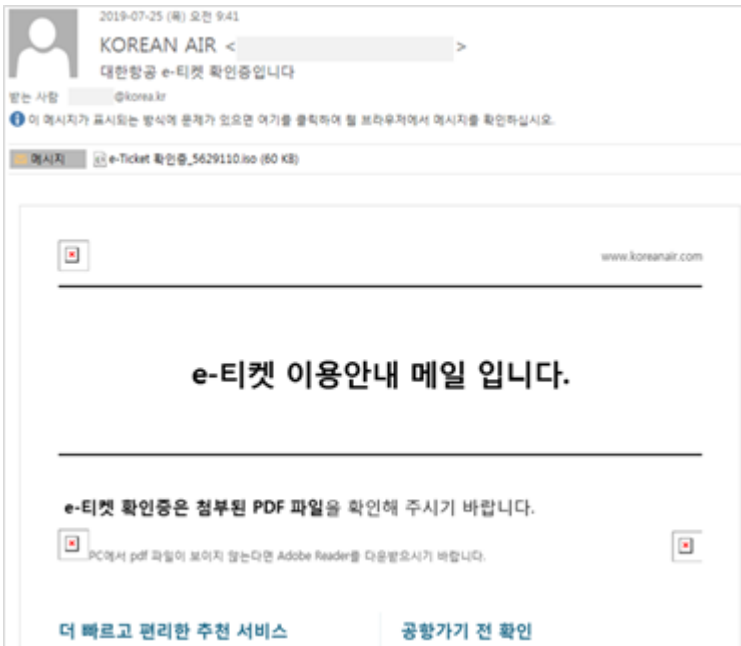 2019-07-25 (목) 오전 9:41
KOREAN AIR < >
대한항공 e-티켓 확인증입니다
받는 사람 @korea.kr
이 메시지가 표시되는 방식에 문제가 있으면 여기를 클릭하여 웹 브라우저에서 메시지를 확인하십시오.
메시지 e-Ticket 확인증_5629110.iso (60 KB)
www.koreanair.com
e-티켓 이용안내 메일 입니다.
e-티켓 확인증은 첨부된 PDF 파일을 확인해 주시기 바랍니다.
PC에서 pdf 파일이 보이지 않는다면 Adobe Reader를 다운받으시기 바랍니다.
더 빠르고 편리한 추천 서비스
공항가기 전 확인